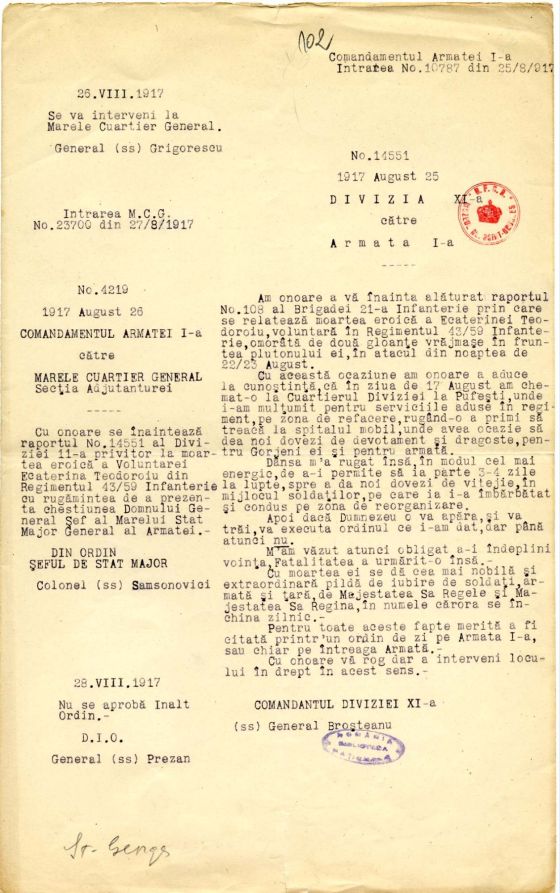 102
Comandamentul Armatei I-a
Intrarea No.10787 din 25/8/917
26.VIII.1917
Se va interveni la
Marele Cuartier General.
General (ss) Grigorescu
Intrarea M.C.G.
No.23700 din 27/8/1917
No.14551
1917 August 25
DIVIZIA XI-a
către
Armata I-a
-----
No.4219
1917 August 26
COMANDAMENTUL ARMATEI I-a
către
MARELE CUARTIER GENERAL
Secția Adjutanturei
-----
Cu onoare se înaintează
raportul No.14551 al Divi-
ziei 11-a privitor la moar-
tea eroică a Voluntarei
Ecaterina Teodoroiu din
Regimentul 43/59 Infanterie
cu rugămintea de a prezen-
ta chestiunea Domnului Ge-
neral Șef al Marelui Stat
Major General al Armatei.-
DIN ORDIN
ȘEFUL DE STAT MAJOR
Colonel (ss) Samsonovici
28.VIII.1917
Nu se aprobă Inalt
Ordin.-
D.I.O.
General (ss) Prezan
Am onoare a vă înainta alăturat raportul
No.108 al Brigadei 21-a Infanterie prin care
se relatează moartea eroică a Ecaterinei Teo-
doroiu,voluntară în Regimentul 43/59 Infante-
rie,omorâtă de două gloanțe vrăjmașe în frun-
tea plutonului ei,în atacul din noaptea de
22/23 August.
Cu această ocaziune am onoare a aduce
la cunoștință,că în ziua de 17 August am che-
mat-o la Cuartierul Diviziei la Pufești,unde
i-am mulțumit pentru serviciile aduse în regi-
ment,pe zona de refacere,rugând-o a primi să
treacă la spitalul mobil,unde avea ocazie să
dea noi dovezi de devotament și dragoste,pen-
tru Gorjeni ei și pentru armată.
Dânsa m'a rugat însă,în modul cel mai
energic,de a-i permite să ia parte 3-4 zile
la lupte,spre a da noi dovezi de vitejie,în
mijlocul soldaților,pe care ia i-a îmbărbătat
și condus pe zona de reorganizare.
Apoi dacă Dumnezeu o va apăra,și va
trăi,va executa ordinul ce i-am dat,dar până
atunci nu.
M'am văzut atunci obligat a-i îndeplini
voința,Fatalitatea a urmărit-o însă.-
Cu moartea ei se dă cea mai nobilă și
extraordinară pildă de iubire de soldați,ar-
mată și țară,de Majestatea Sa Regele și Ma-
jestatea Sa Regina,în numele cărora se în-
china zilnic.-
Pentru toate aceste fapte merită a fi
citată printr'un ordin de zi pe Armata I-a,
sau chiar pe întreaga Armată.-
Cu onoare vă rog dar a interveni locu-
lui în drept în acest sens.-
COMANDANTUL DIVIZIEI XI-a
(ss) General Broșteanu
ROMÂNIA
BIBLIOTECA
NAȚIONALĂ